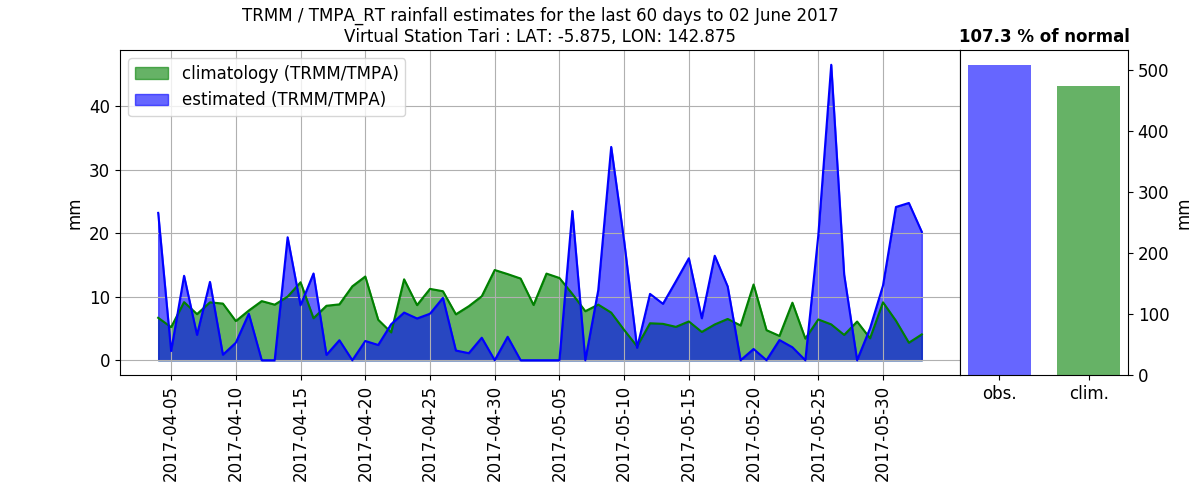 TRMM / TMPA_RT rainfall estimates for the last 60 days to 02 June 2017
Virtual Station Tari : LAT: -5.875, LON: 142.875
107.3 % of normal
climatology (TRMM/TMPA)
estimated (TRMM/TMPA)
mm
40
30
20
10
0
2017-04-05
2017-04-10
2017-04-15
2017-04-20
2017-04-25
2017-04-30
2017-05-05
2017-05-10
2017-05-15
2017-05-20
2017-05-25
2017-05-30
500
400
300
200
100
0
mm
obs.
clim.